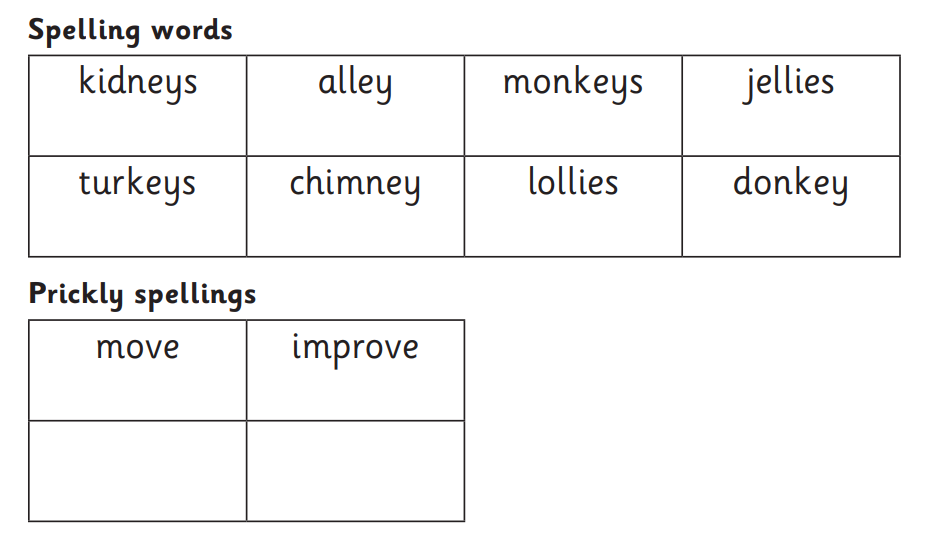 Spelling words
kidneys alley monkeys jellies
turkeys chimney lollies donkey
Prickly spellings
move improve